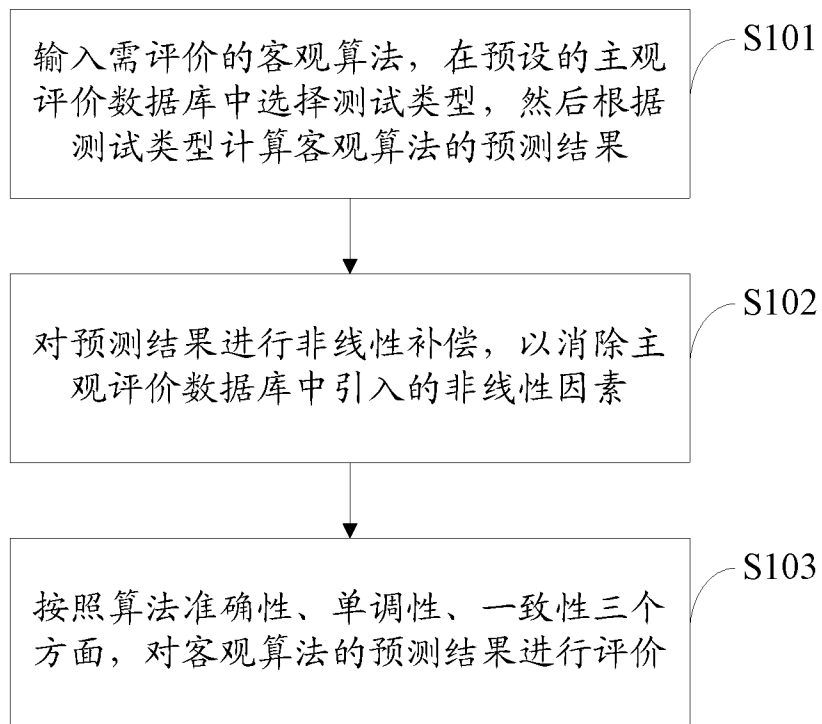 输入需评价的客观算法，在预设的主观
评价数据库中选择测试类型，然后根据
测试类型计算客观算法的预测结果
S101
对预测结果进行非线性补偿，以消除主
观评价数据库中引入的非线性因素
S102
按照算法准确性、单调性、一致性三个
方面，对客观算法的预测结果进行评价
S103